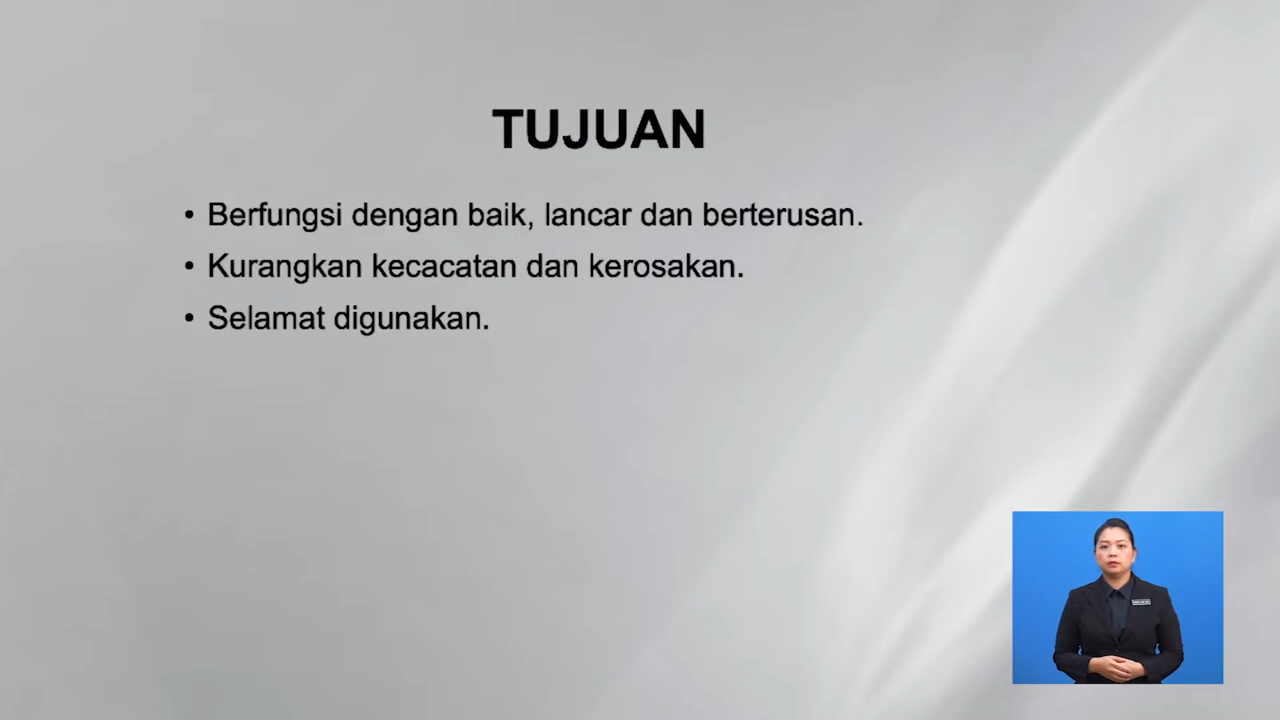 TUJUAN
• Berfungsi dengan baik, lancar dan berterusan.
• Kurangkan kecacatan dan kerosakan.
• Selamat digunakan.